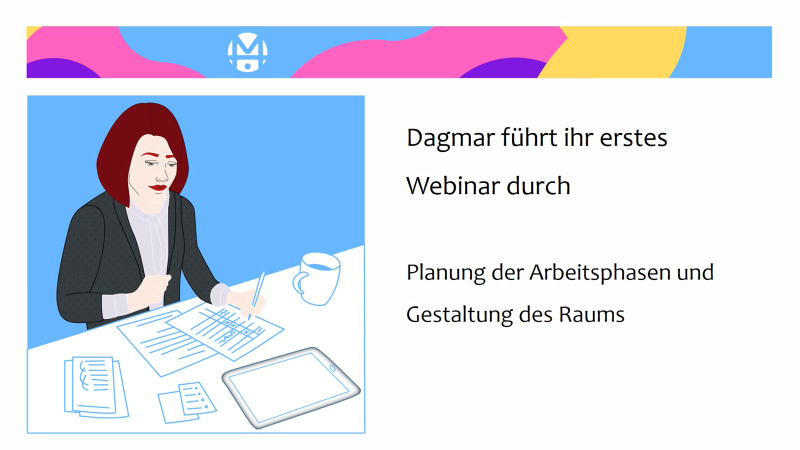 Dagmar führt ihr erstes
Webinar durch
Planung der Arbeitsphasen und
Gestaltung des Raums